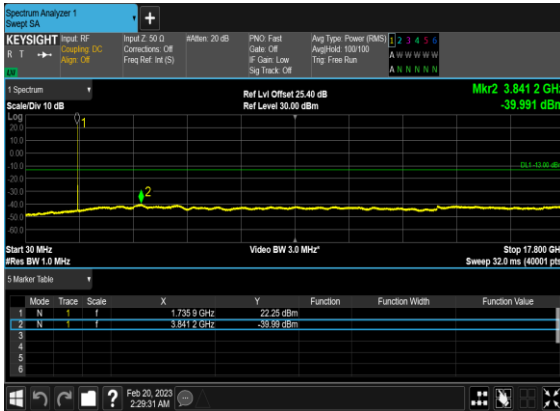 Spectrum Analyzer 1
Swept SA
+
KEYSIGHT
R T
Input: RF
Coupling: DC
Align: Off
Input Z: 50 Ω
Corrections: Off
Freq Ref: Int (S)
#Atten: 20 dB
PNO: Fast
Gate: Off
IF Gain: Low
Sig Track: Off
Avg Type: Power (RMS)
Avg|Hold: 100/100
Trig: Free Run
1 2 3 4 5 6
A W W W W W
A N N N N N
1 Spectrum
Scale/Div 10 dB
Ref Lvl Offset 25.40 dB
Ref Level 30.00 dBm
Mkr2 3.841 2 GHz
-39.991 dBm
Log
20.0
10.0
0.00
-10.0
-20.0
-30.0
-40.0
-50.0
-60.0
1
2
DL1 -13.00 dBm
Start 30 MHz
#Res BW 1.0 MHz
Video BW 3.0 MHz*
Stop 17.800 GHz
Sweep 32.0 ms (40001 pts)
5 Marker Table
Mode Trace Scale X Y Function Function Width Function Value
1 N 1 f 1.735 9 GHz 22.25 dBm
2 N 1 f 3.841 2 GHz -39.99 dBm
3
4
5
6
?
Feb 20, 2023
2:29:31 AM